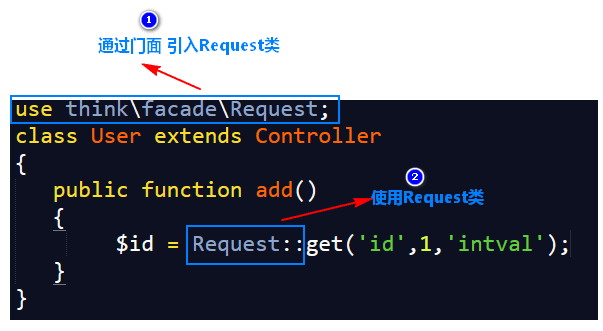 1
通过门面 引入Request类
use think\facade\Request;
class User extends Controller
{
2
public function add()
使用Request类
{
$id = Request::get('id',1,'intval');
}
}